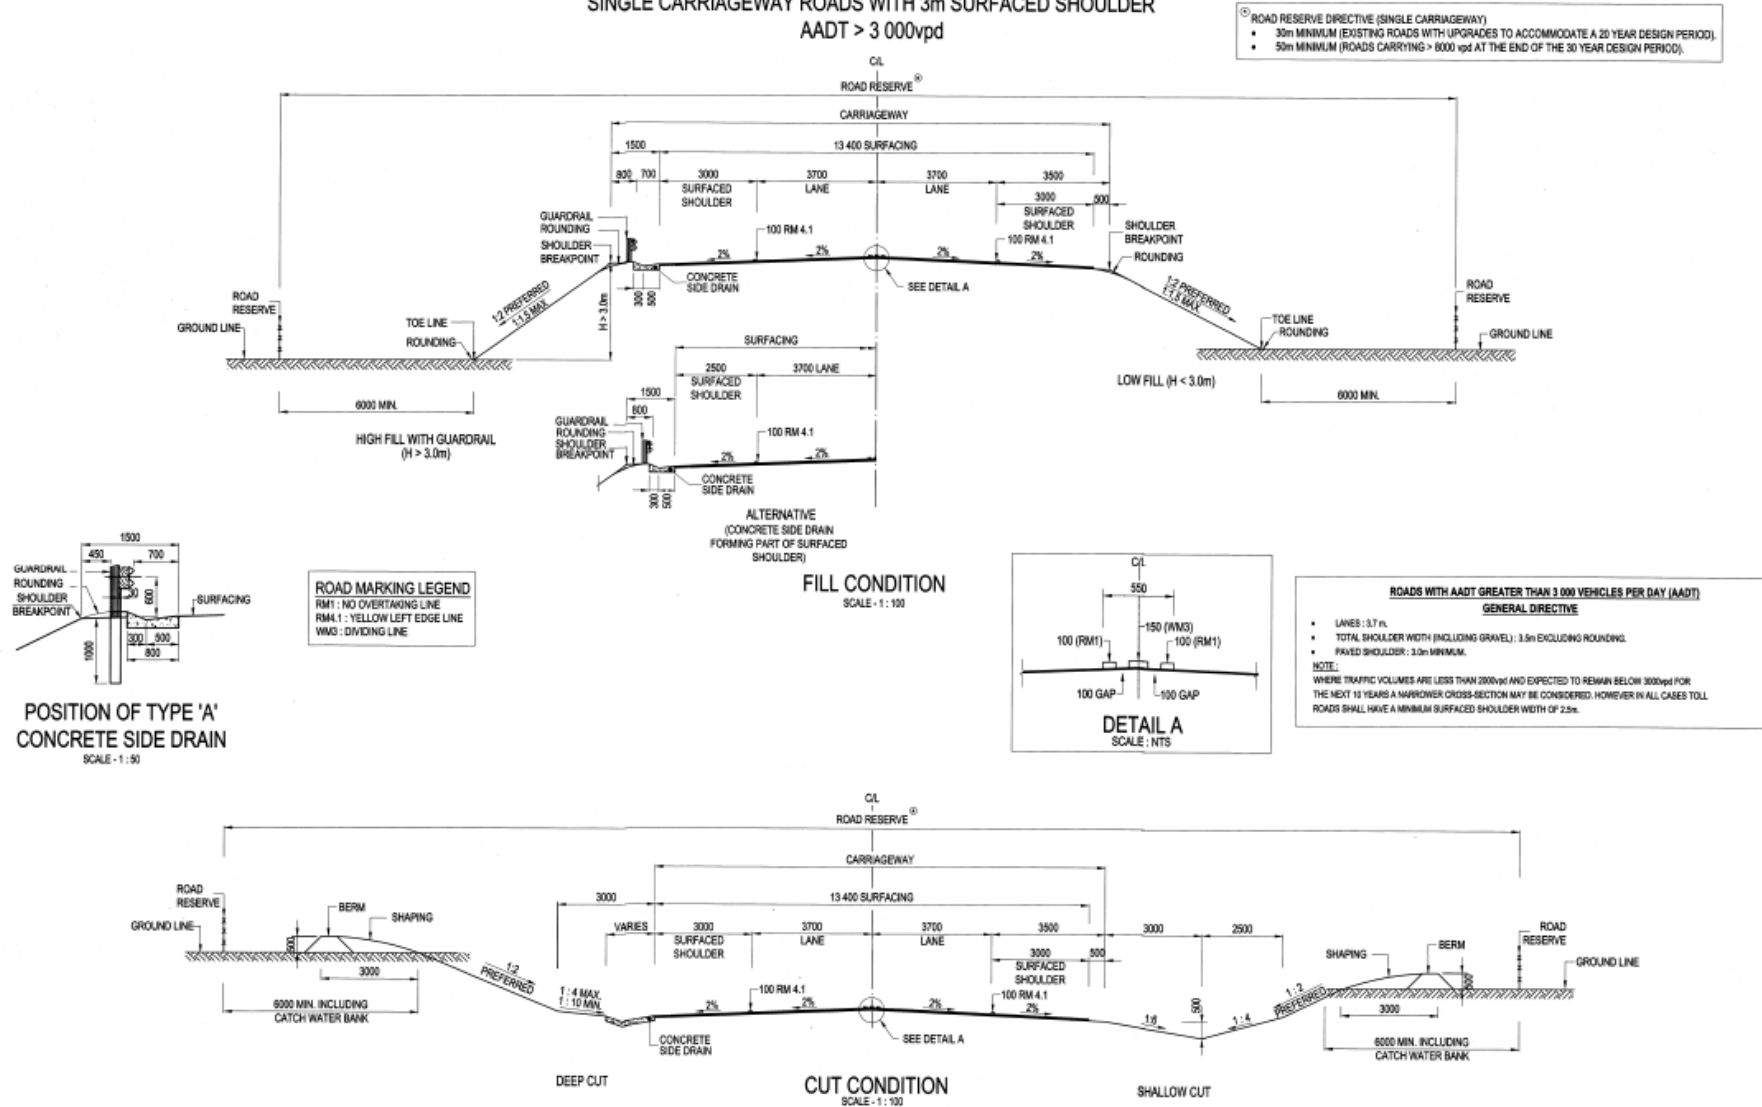 SINGLE CARRIAGEWAY ROADS WITH 3m SURFACED SHOULDER
AADT > 3 000vpd
ROAD RESERVE DIRECTIVE (SINGLE CARRIAGEWAY)
• 30m MINIMUM (EXISTING ROADS WITH UPGRADES TO ACCOMMODATE A 20 YEAR DESIGN PERIOD).
• 50m MINIMUM (ROADS CARRYING > 6000 vpd AT THE END OF THE 30 YEAR DESIGN PERIOD).
C/L
ROAD RESERVE
CARRIAGEWAY
1500
13 400 SURFACING
800 700 3000 3700 3700 3500
SURFACED SHOULDER
LANE
LANE
3000 500
SURFACED SHOULDER
GUARDRAIL
ROUNDING
SHOULDER BREAKPOINT
100 RM 4.1
100 RM 4.1
SHOULDER BREAKPOINT
ROUNDING
2% 2% 2% 2%
CONCRETE SIDE DRAIN
SEE DETAIL A
300 500
H > 3.0m
1:2 PREFERRED
1:1,5 MAX.
1:2 PREFERRED
1:1,5 MAX.
ROAD RESERVE
GROUND LINE
TOE LINE
ROUNDING
TOE LINE
ROUNDING
ROAD RESERVE
GROUND LINE
6000 MIN.
HIGH FILL WITH GUARDRAIL
(H > 3.0m)
LOW FILL (H < 3.0m)
6000 MIN.
SURFACING
2500 3700 LANE
SURFACED SHOULDER
1500
800
GUARDRAIL
ROUNDING
SHOULDER
BREAKPOINT
100 RM 4.1
2% 2%
CONCRETE SIDE DRAIN
300 500
ALTERNATIVE
(CONCRETE SIDE DRAIN
FORMING PART OF SURFACED
SHOULDER)
FILL CONDITION
SCALE - 1 : 100
1500
450 700
GUARDRAIL
ROUNDING
SHOULDER
BREAKPOINT
600
SURFACING
300 500
800
1000
POSITION OF TYPE 'A'
CONCRETE SIDE DRAIN
SCALE - 1 : 50
ROAD MARKING LEGEND
RM1 : NO OVERTAKING LINE
RM4.1 : YELLOW LEFT EDGE LINE
WM3 : DIVIDING LINE
C/L
550
150 (WM3)
100 (RM1)
100 (RM1)
100 GAP
100 GAP
DETAIL A
SCALE : NTS
ROADS WITH AADT GREATER THAN 3 000 VEHICLES PER DAY (AADT)
GENERAL DIRECTIVE
• LANES : 3,7 m.
• TOTAL SHOULDER WIDTH (INCLUDING GRAVEL) : 3.5m EXCLUDING ROUNDING.
• PAVED SHOULDER : 3.0m MINIMUM.
NOTE :
WHERE TRAFFIC VOLUMES ARE LESS THAN 2000vpd AND EXPECTED TO REMAIN BELOW 3000vpd FOR
THE NEXT 10 YEARS A NARROWER CROSS-SECTION MAY BE CONSIDERED. HOWEVER IN ALL CASES TOLL
ROADS SHALL HAVE A MINIMUM SURFACED SHOULDER WIDTH OF 2.5m.
C/L
ROAD RESERVE
CARRIAGEWAY
3000
13 400 SURFACING
VARIES 3000 3700 3700 3500 3000 2500
SURFACED SHOULDER
LANE
LANE
3000 500
SURFACED SHOULDER
ROAD RESERVE
GROUND LINE
BERM
SHAPING
500
3000
6000 MIN. INCLUDING
CATCH WATER BANK
1:2 PREFERRED
1 : 4 MAX.
1 : 10 MIN.
100 RM 4.1
100 RM 4.1
2% 2% 2% 2%
CONCRETE SIDE DRAIN
SEE DETAIL A
1:6
500
1 : 4
1 : 2 PREFERRED
SHAPING
BERM
500
ROAD RESERVE
GROUND LINE
3000
6000 MIN. INCLUDING
CATCH WATER BANK
DEEP CUT
CUT CONDITION
SCALE - 1 : 100
SHALLOW CUT